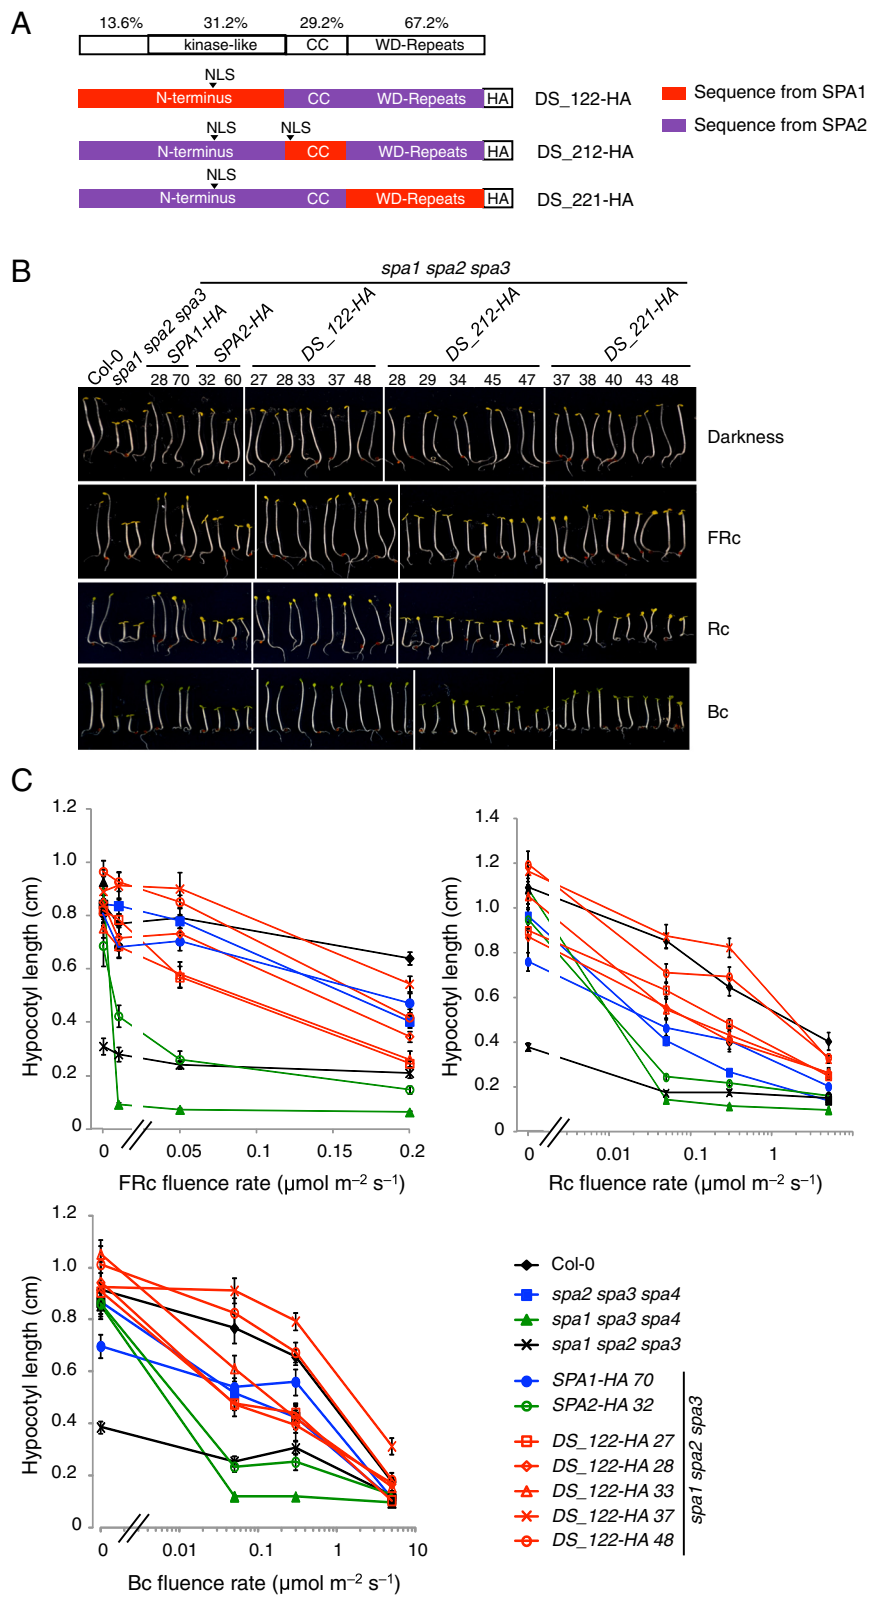 A
13.6% 31.2% 29.2% 67.2%
kinase-like CC WD-Repeats
NLS
N-terminus CC WD-Repeats HA DS_122-HA
NLS NLS
N-terminus CC WD-Repeats HA DS_212-HA
NLS
N-terminus CC WD-Repeats HA DS_221-HA
Sequence from SPA1
Sequence from SPA2
B
spa1 spa2 spa3
Col-0
spa1 spa2 spa3
SPA1-HA
SPA2-HA
DS_122-HA
DS_212-HA
DS_221-HA
28 70 32 60 27 28 33 37 48 28 29 34 45 47 37 38 40 43 48
Darkness
FRc
Rc
Bc
C
Hypocotyl length (cm)
1.2
1.0
0.8
0.6
0.4
0.2
0
0 0.05 0.1 0.15 0.2
FRc fluence rate (µmol m⁻² s⁻¹)
Hypocotyl length (cm)
1.4
1.2
1.0
0.8
0.6
0.4
0.2
0
0 0.01 0.1 1
Rc fluence rate (µmol m⁻² s⁻¹)
Hypocotyl length (cm)
1.2
1.0
0.8
0.6
0.4
0.2
0
0 0.01 0.1 1 10
Bc fluence rate (µmol m⁻² s⁻¹)
Col-0
spa2 spa3 spa4
spa1 spa3 spa4
spa1 spa2 spa3
SPA1-HA 70
SPA2-HA 32
DS_122-HA 27
DS_122-HA 28
DS_122-HA 33
DS_122-HA 37
DS_122-HA 48
spa1 spa2 spa3